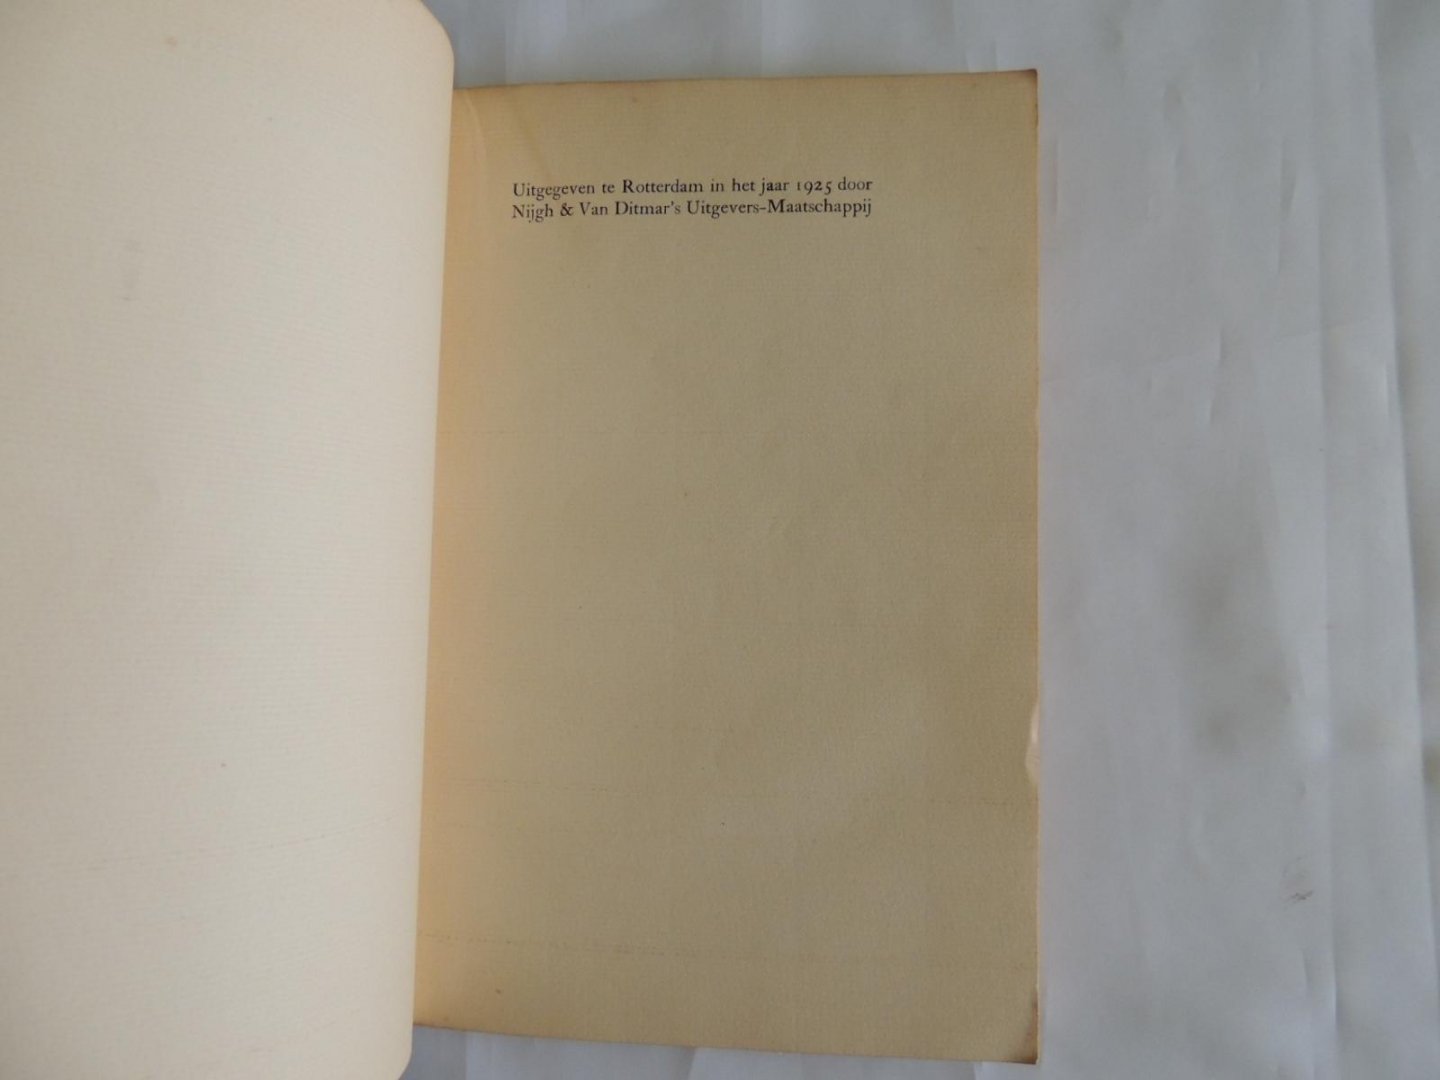 Uitgegeven te Rotterdam in het jaar 1925 door
Nijgh & Van Ditmar's Uitgevers-Maatschappij